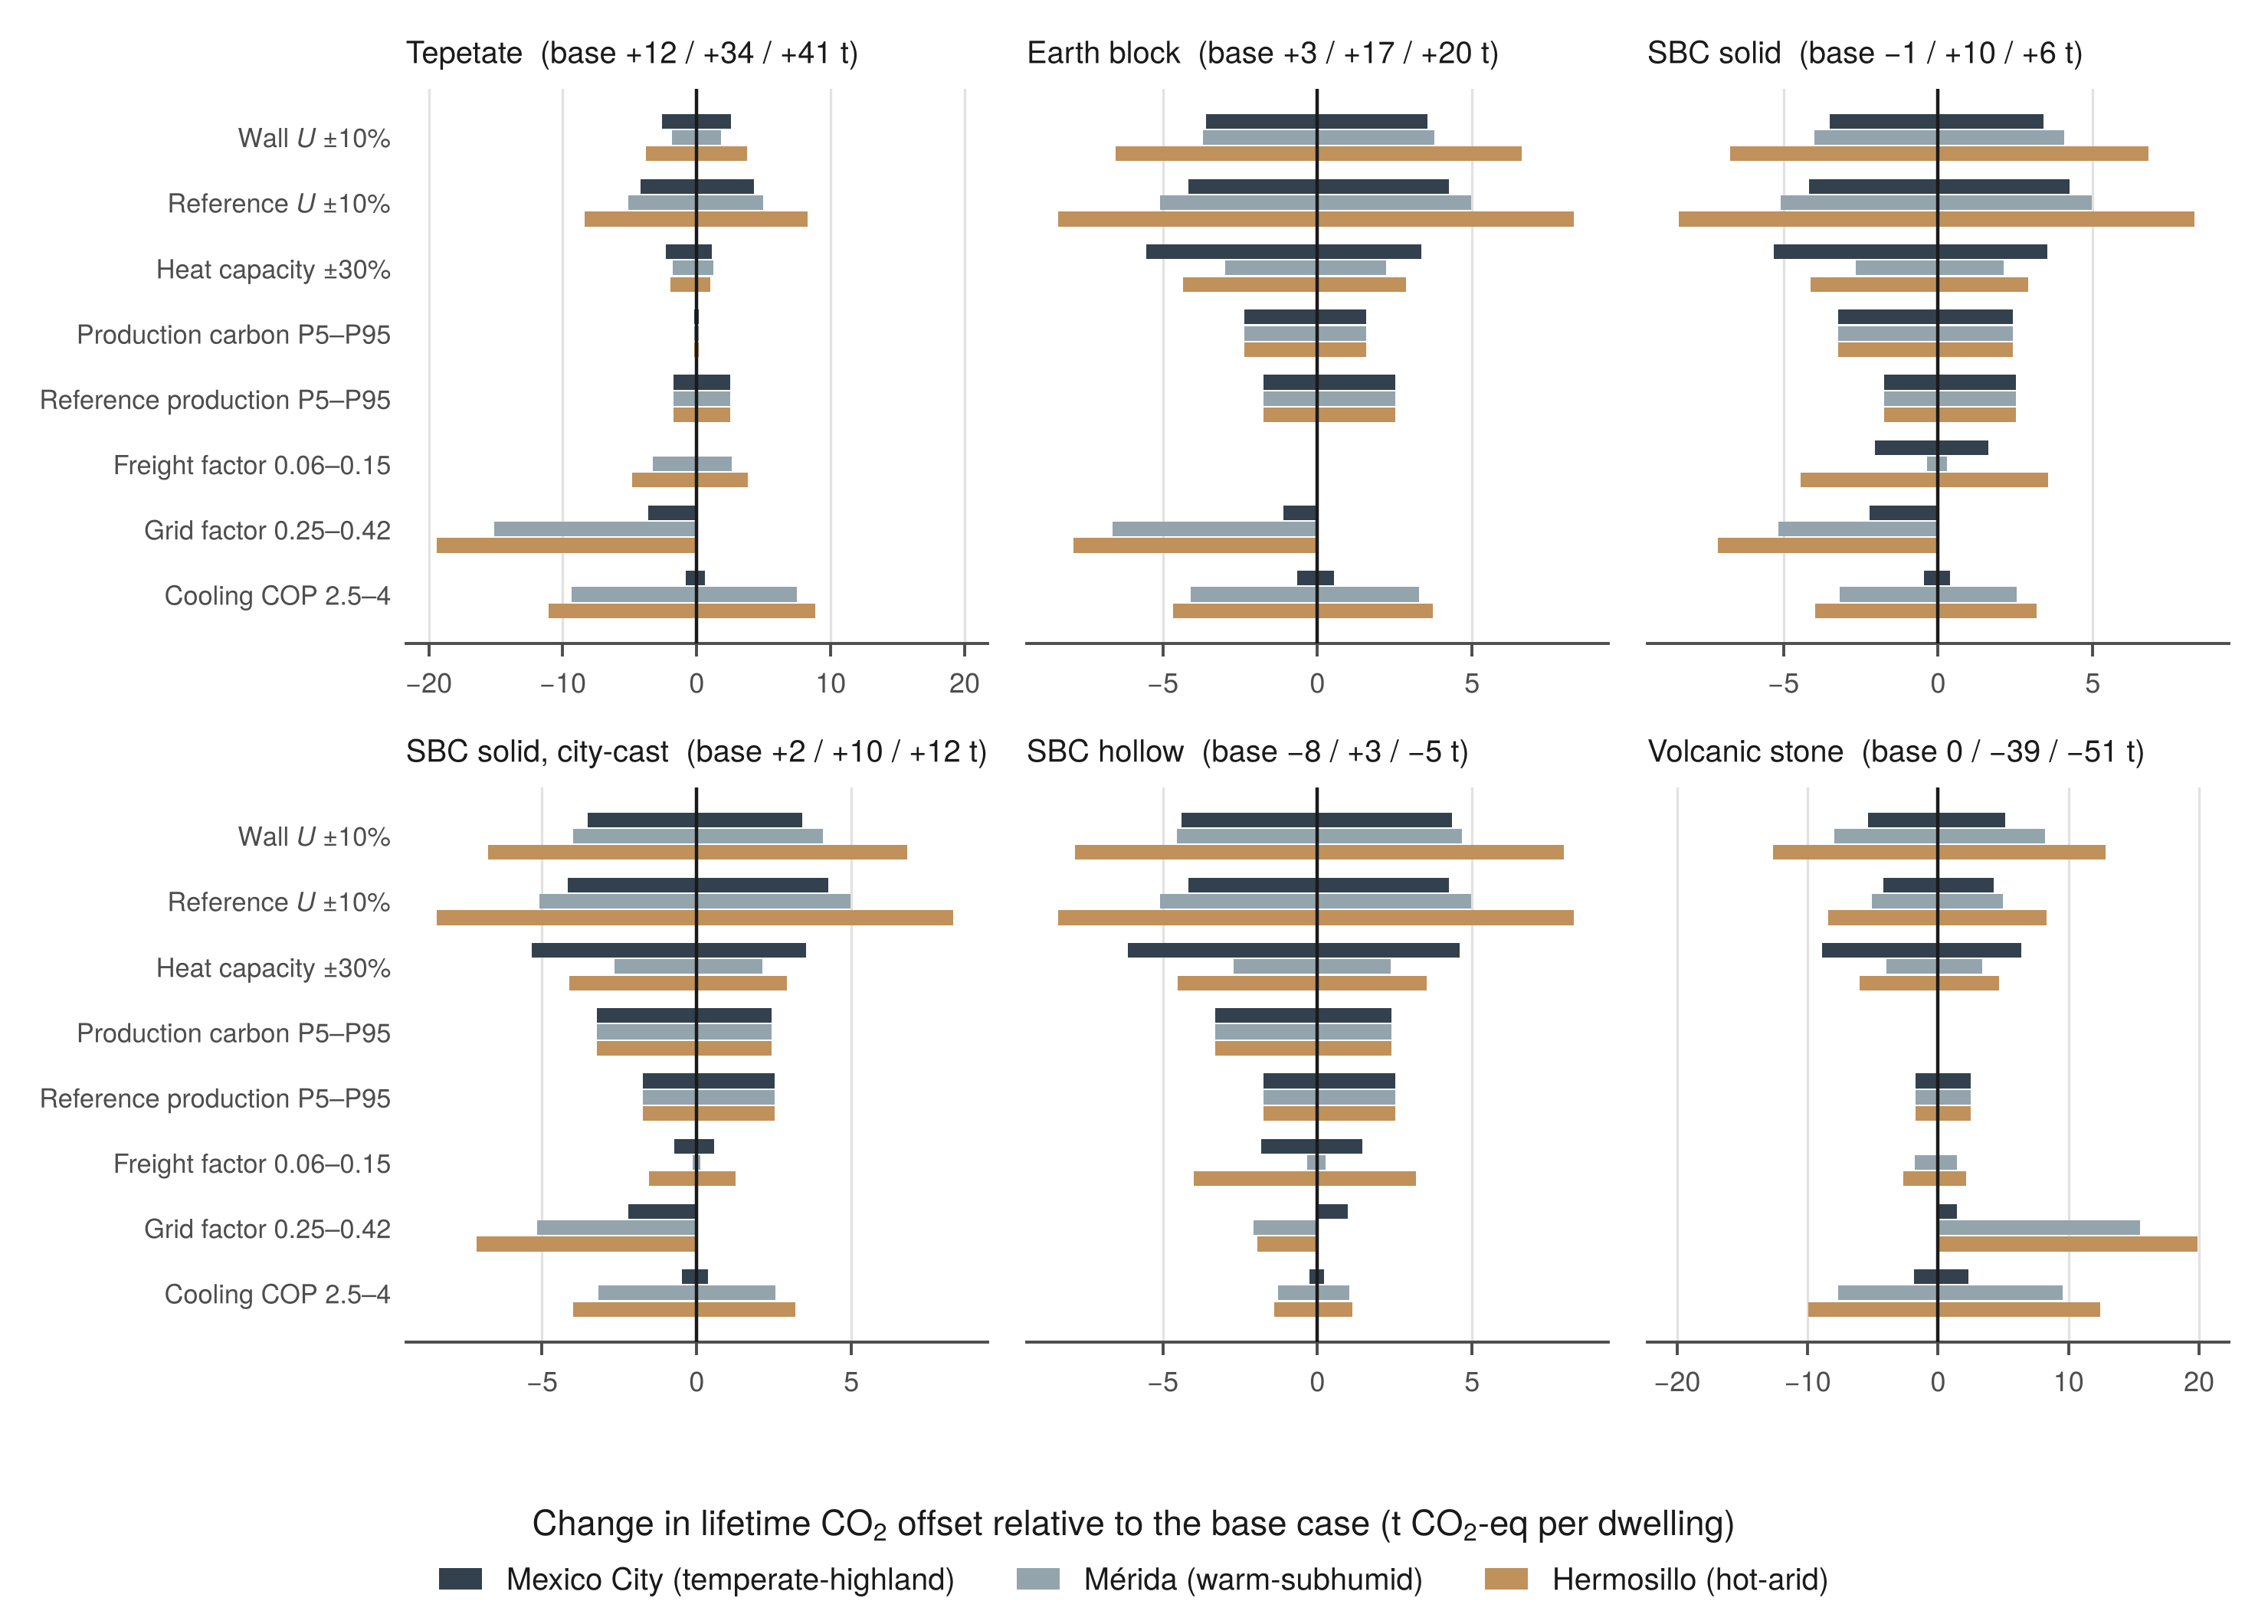 Tepetate (base +12 / +34 / +41 t)
Earth block (base +3 / +17 / +20 t)
SBC solid (base −1 / +10 / +6 t)
Wall U ±10%
Reference U ±10%
Heat capacity ±30%
Production carbon P5–P95
Reference production P5–P95
Freight factor 0.06–0.15
Grid factor 0.25–0.42
Cooling COP 2.5–4
−20 −10 0 10 20
−5 0 5
−5 0 5
SBC solid, city-cast (base +2 / +10 / +12 t)
SBC hollow (base −8 / +3 / −5 t)
Volcanic stone (base 0 / −39 / −51 t)
Wall U ±10%
Reference U ±10%
Heat capacity ±30%
Production carbon P5–P95
Reference production P5–P95
Freight factor 0.06–0.15
Grid factor 0.25–0.42
Cooling COP 2.5–4
−5 0 5
−5 0 5
−20 −10 0 10 20
Change in lifetime CO₂ offset relative to the base case (t CO₂-eq per dwelling)
Mexico City (temperate-highland) Mérida (warm-subhumid) Hermosillo (hot-arid)